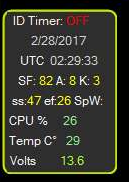 ID Timer: OFF
2/28/2017
UTC 02:29:33
SF: 82 A: 8 K: 3
ss:47 ef:26 SpW:
CPU % 26
Temp C° 29
Volts 13.6